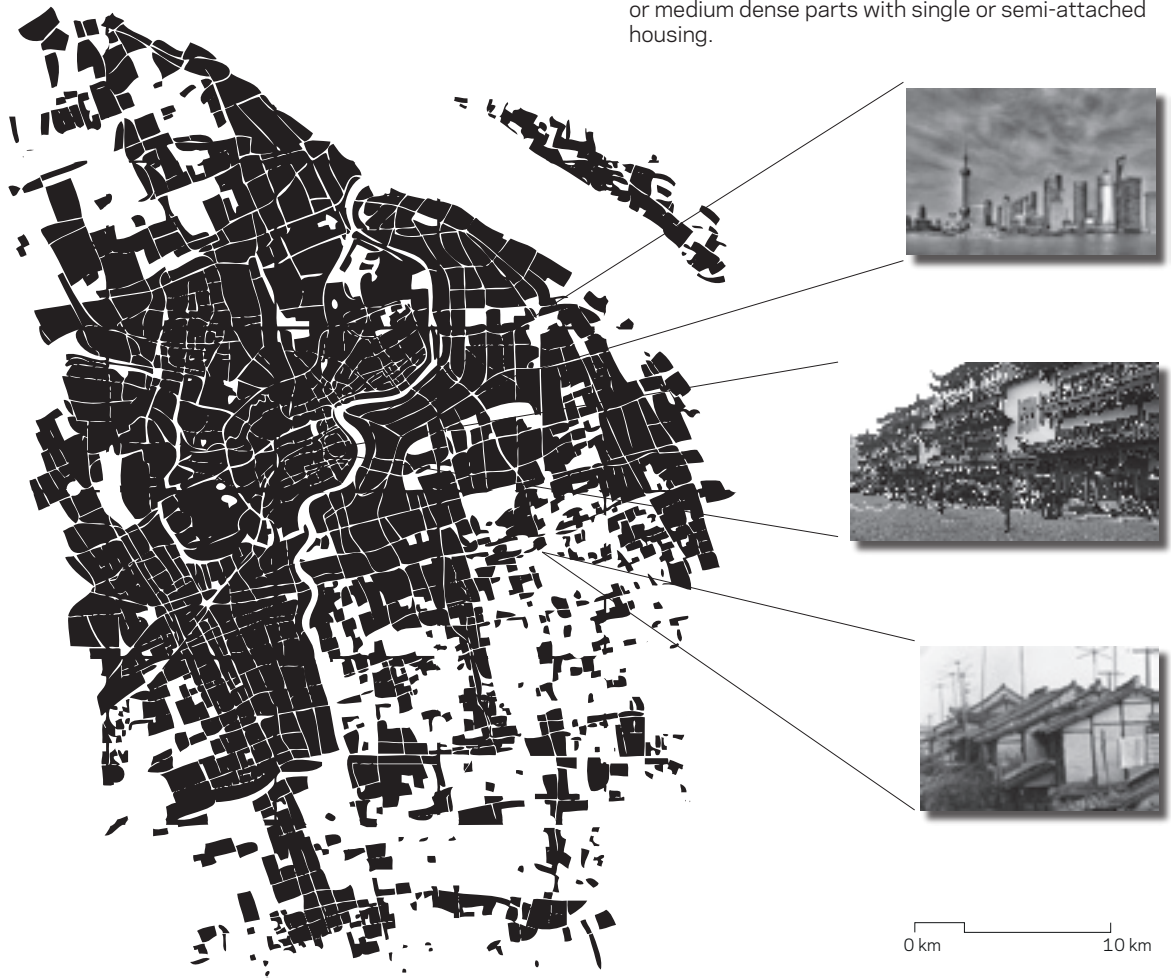 or medium dense parts with single or semi-attached
housing.
0 km 10 km